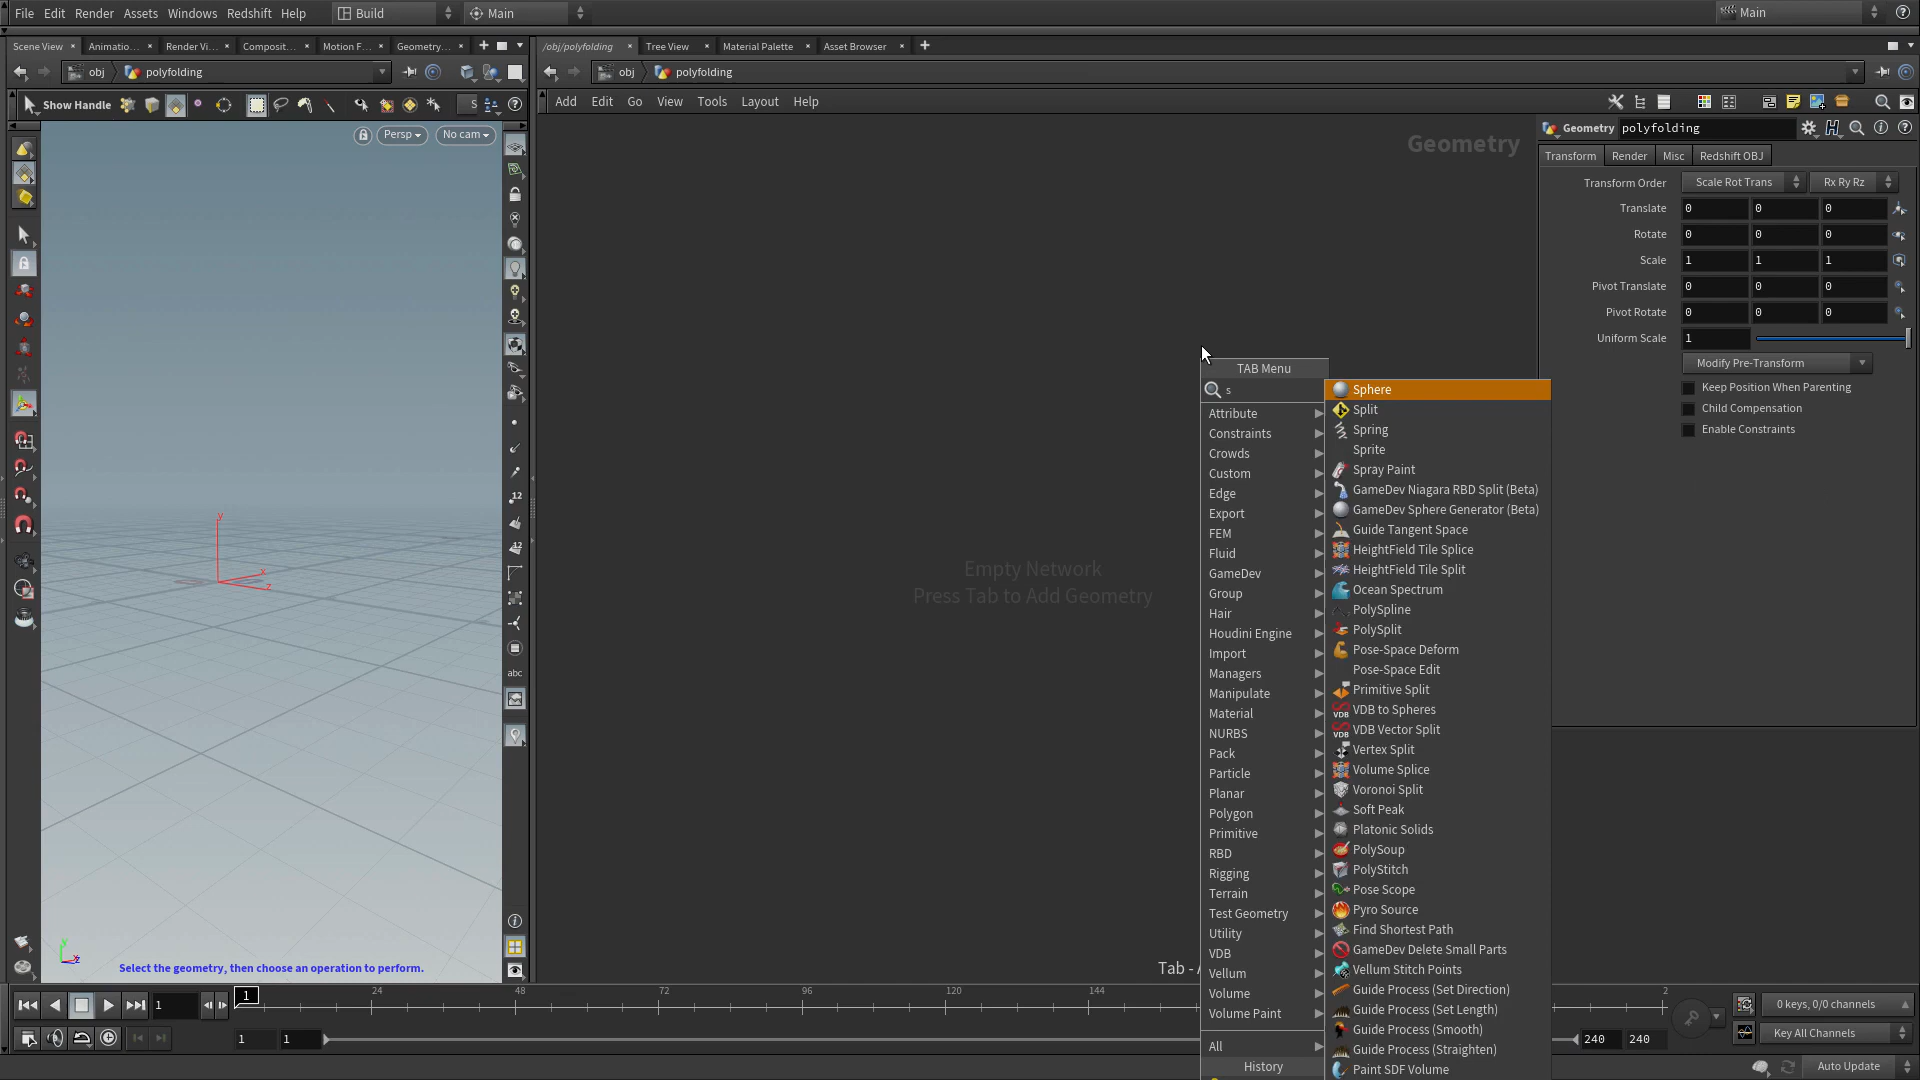 File Edit Render Assets Windows Redshift Help Build Main Main
Scene View Animatio... Render Vi... Composit... Motion F... Geometry... /obj/polyfolding Tree View Material Palette Asset Browser
obj polyfolding obj polyfolding
Show Handle S Add Edit Go View Tools Layout Help
Persp No cam
Geometry
Geometry polyfolding
Transform Render Misc Redshift OBJ
Transform Order Scale Rot Trans Rx Ry Rz
Translate 0 0 0
Rotate 0 0 0
Scale 1 1 1
Pivot Translate 0 0 0
Pivot Rotate 0 0 0
Uniform Scale 1
Modify Pre-Transform
Keep Position When Parenting
Child Compensation
Enable Constraints
Empty Network
Press Tab to Add Geometry
TAB Menu
s
Attribute
Constraints
Crowds
Custom
Edge
Export
FEM
Fluid
GameDev
Group
Hair
Houdini Engine
Import
Managers
Manipulate
Material
NURBS
Pack
Particle
Planar
Polygon
Primitive
RBD
Rigging
Terrain
Test Geometry
Utility
VDB
Vellum
Volume
Volume Paint
All
History
Sphere
Split
Spring
Sprite
Spray Paint
GameDev Niagara RBD Split (Beta)
GameDev Sphere Generator (Beta)
Guide Tangent Space
HeightField Tile Splice
HeightField Tile Split
Ocean Spectrum
PolySpline
PolySplit
Pose-Space Deform
Pose-Space Edit
Primitive Split
VDB to Spheres
VDB Vector Split
Vertex Split
Volume Splice
Voronoi Split
Soft Peak
Platonic Solids
PolySoup
PolyStitch
Pose Scope
Pyro Source
Find Shortest Path
GameDev Delete Small Parts
Vellum Stitch Points
Guide Process (Set Direction)
Guide Process (Set Length)
Guide Process (Smooth)
Guide Process (Straighten)
Paint SDF Volume
12
12
abc
y
x
z
y
x
z
Select the geometry, then choose an operation to perform.
Tab -
1 1 24 48 72 96 120 144 2
0 keys, 0/0 channels
1 1 240 240 Key All Channels
Auto Update